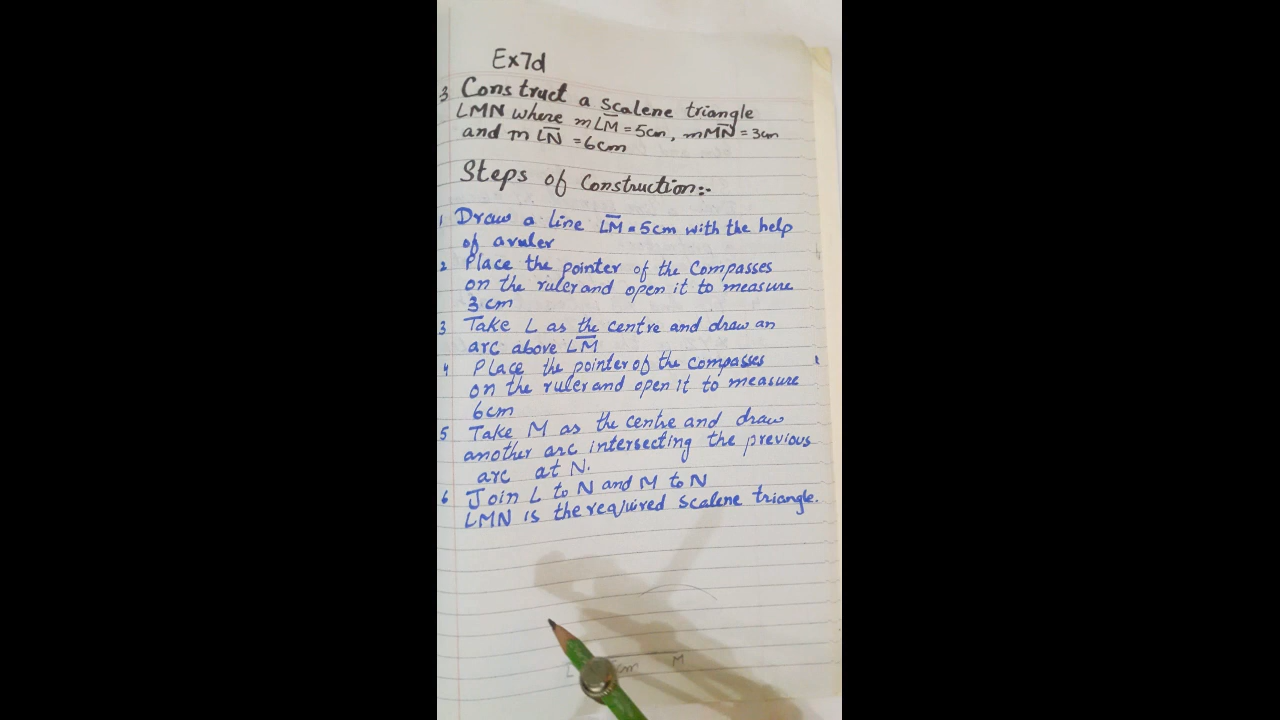 Ex7d
3 Construct a scalene triangle
LMN where mLM = 5cm, mMN = 3cm
and m LN = 6cm
Steps of Construction:-
1 Draw a line LM = 5cm with the help
of a ruler
2 Place the pointer of the Compasses
on the ruler and open it to measure
3 cm
3 Take L as the centre and draw an
arc above LM
4 Place the pointer of the compasses
on the ruler and open it to measure
6cm
5 Take M as the centre and draw
another arc intersecting the previous
arc at N.
6 Join L to N and M to N
LMN is the required scalene triangle.
L cm M